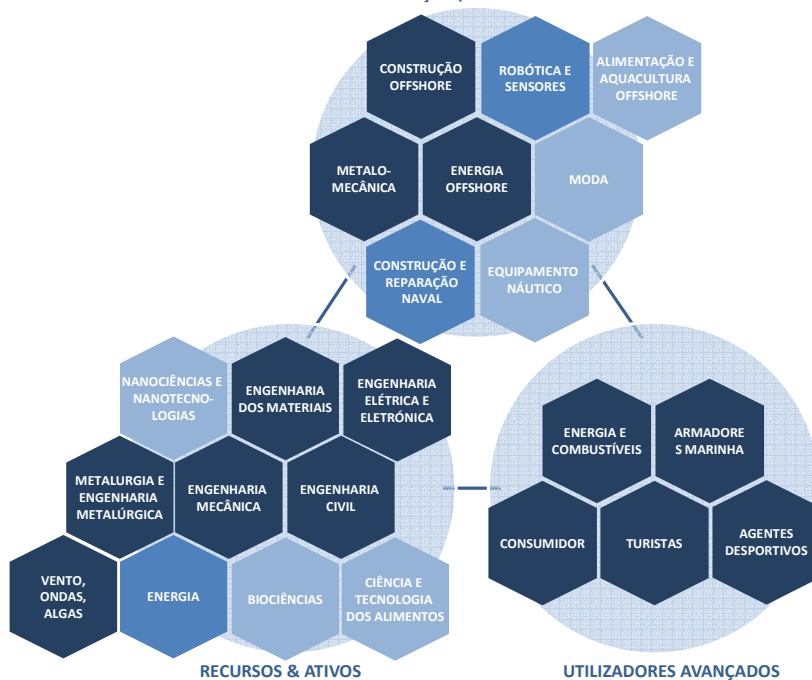 CONSTRUÇÃO
OFFSHORE
ROBÓTICA E
SENSORES
ALIMENTAÇÃO E
AQUACULTURA
OFFSHORE
METALO-
MECÂNICA
ENERGIA
OFFSHORE
MODA
CONSTRUÇÃO E
REPARAÇÃO
NAVAL
EQUIPAMENTO
NÁUTICO
NANOCIÊNCIAS E
NANOTECNO-
LOGIAS
ENGENHARIA
DOS MATERIAIS
ENGENHARIA
ELÉTRICA E
ELETRÓNICA
METALURGIA E
ENGENHARIA
METALÚRGICA
ENGENHARIA
MECÂNICA
ENGENHARIA
CIVIL
VENTO,
ONDAS,
ALGAS
ENERGIA
BIOCIÊNCIAS
CIÊNCIA E
TECNOLOGIA
DOS ALIMENTOS
RECURSOS & ATIVOS
ENERGIA E
COMBUSTÍVEIS
ARMADORE
S MARINHA
CONSUMIDOR
TURISTAS
AGENTES
DESPORTIVOS
UTILIZADORES AVANÇADOS